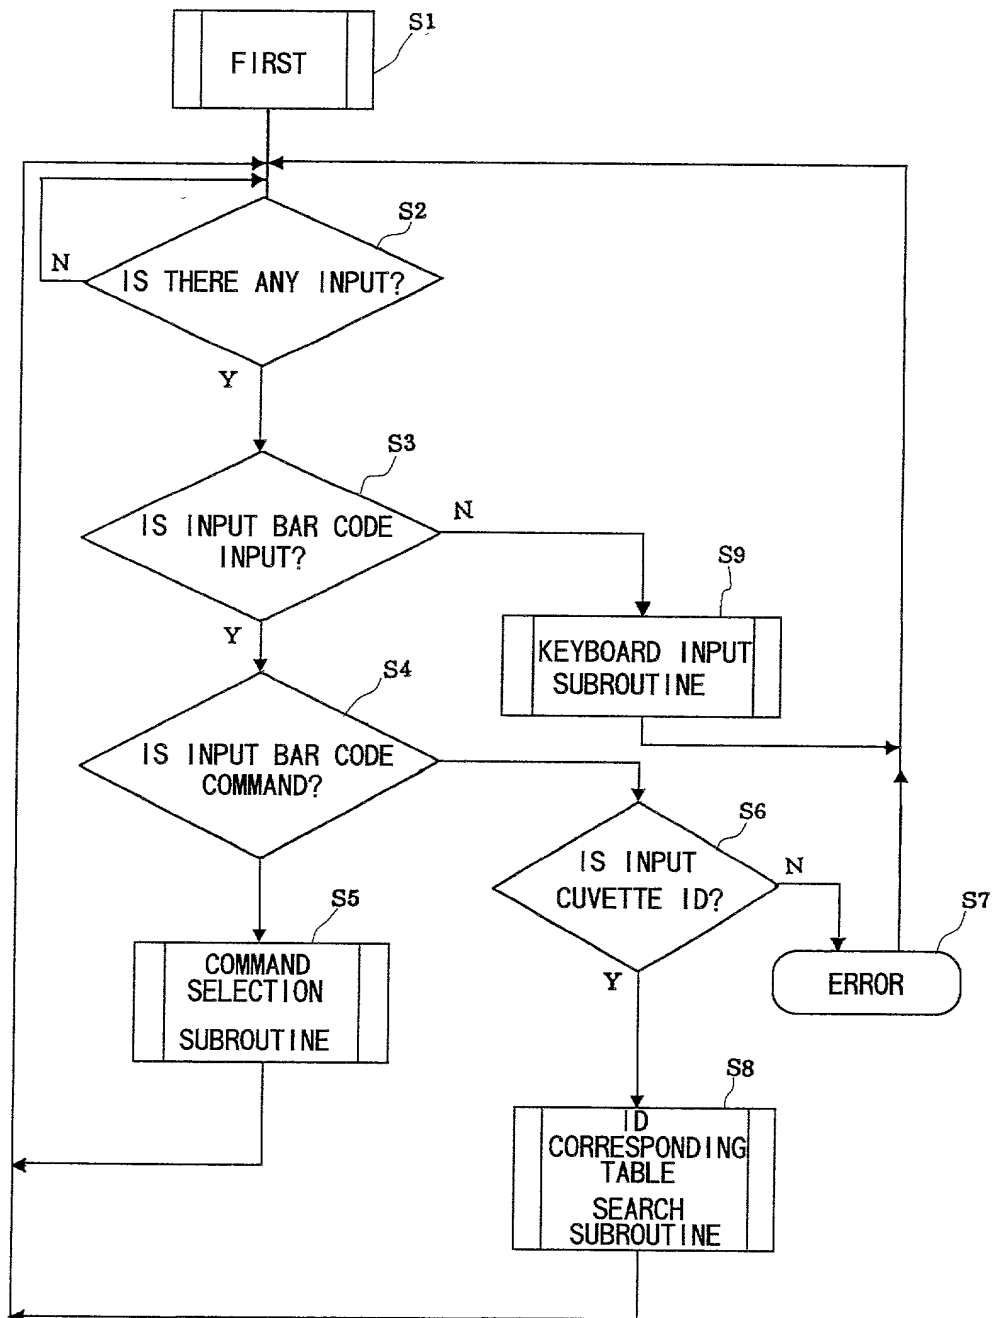 S1
FIRST
S2
N
IS THERE ANY INPUT?
Y
S3
N
IS INPUT BAR CODE
INPUT?
S9
Y
KEYBOARD INPUT
SUBROUTINE
S4
IS INPUT BAR CODE
COMMAND?
S6
IS INPUT
N
CUVETTE ID?
S5
S7
COMMAND
SELECTION
SUBROUTINE
Y
ERROR
S8
ID
CORRESPONDING
TABLE
SEARCH
SUBROUTINE